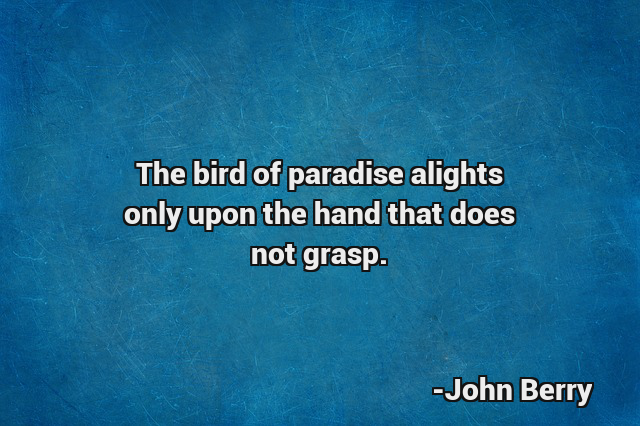 The bird of paradise alights
only upon the hand that does
not grasp.
-John Berry